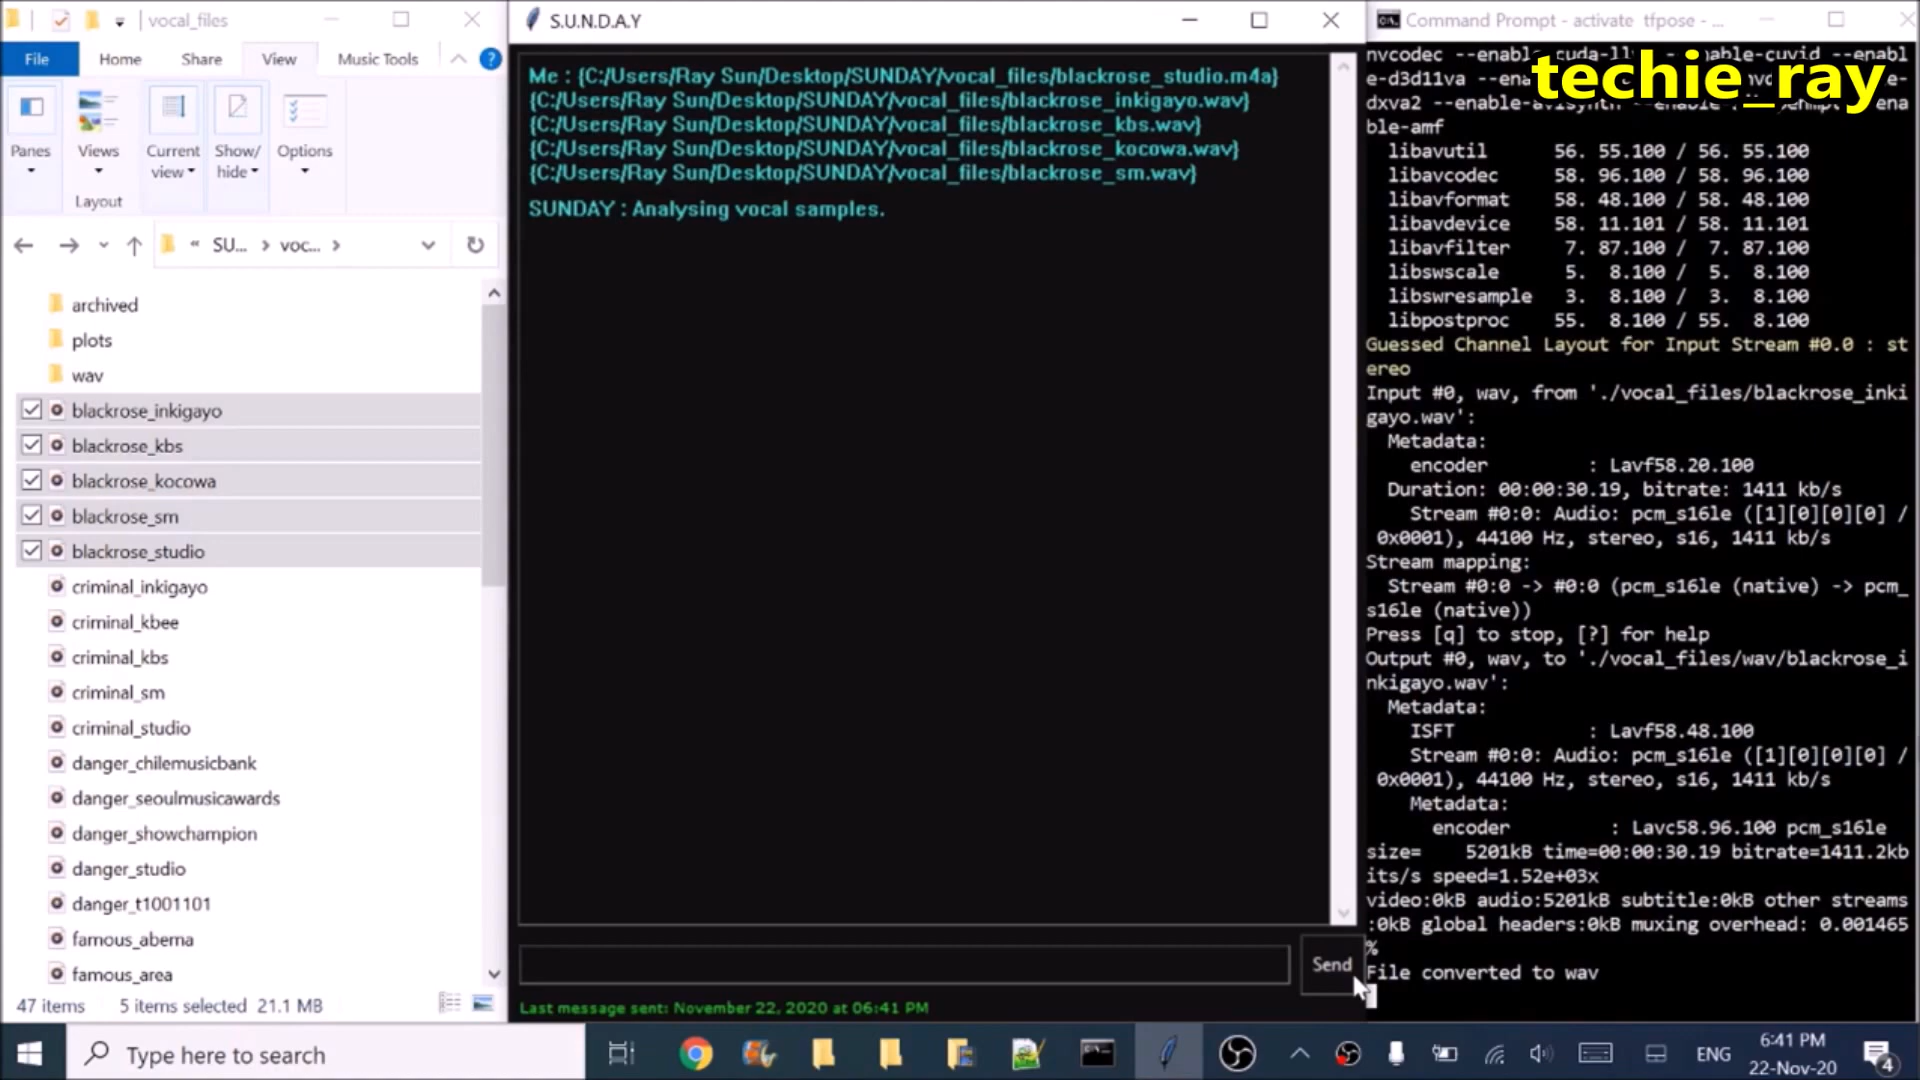 vocal_files
File
Home
Share
View
Music Tools
Panes
Views
Current view
Show/ hide
Options
Layout
SU...
voc...
archived
plots
wav
blackrose_inkigayo
blackrose_kbs
blackrose_kocowa
blackrose_sm
blackrose_studio
criminal_inkigayo
criminal_kbee
criminal_kbs
criminal_sm
criminal_studio
danger_chilemusicbank
danger_seoulmusicawards
danger_showchampion
danger_studio
danger_t1001101
famous_abema
famous_area
47 items 5 items selected 21.1 MB
S.U.N.D.A.Y
Me : {C:/Users/Ray Sun/Desktop/SUNDAY/vocal_files/blackrose_studio.m4a}
{C:/Users/Ray Sun/Desktop/SUNDAY/vocal_files/blackrose_inkigayo.wav}
{C:/Users/Ray Sun/Desktop/SUNDAY/vocal_files/blackrose_kbs.wav}
{C:/Users/Ray Sun/Desktop/SUNDAY/vocal_files/blackrose_kocowa.wav}
{C:/Users/Ray Sun/Desktop/SUNDAY/vocal_files/blackrose_sm.wav}
SUNDAY : Analysing vocal samples.
Send
Last message sent: November 22, 2020 at 06:41 PM
Command Prompt - activate tfpose - ...
techie_ray
nvcodec --enable-cuda-ll --enable-cuvid --enabl
e-d3d11va
dxva2 --enable-avisynth
ble-amf
libavutil 56. 55.100 / 56. 55.100
libavcodec 58. 96.100 / 58. 96.100
libavformat 58. 48.100 / 58. 48.100
libavdevice 58. 11.101 / 58. 11.101
libavfilter 7. 87.100 / 7. 87.100
libswscale 5. 8.100 / 5. 8.100
libswresample 3. 8.100 / 3. 8.100
libpostproc 55. 8.100 / 55. 8.100
Guessed Channel Layout for Input Stream #0.0 : st
ereo
Input #0, wav, from './vocal_files/blackrose_inki
gayo.wav':
Metadata:
encoder : Lavf58.20.100
Duration: 00:00:30.19, bitrate: 1411 kb/s
Stream #0:0: Audio: pcm_s16le ([1][0][0][0] /
0x0001), 44100 Hz, stereo, s16, 1411 kb/s
Stream mapping:
Stream #0:0 -> #0:0 (pcm_s16le (native) -> pcm_
s16le (native))
Press [q] to stop, [?] for help
Output #0, wav, to './vocal_files/wav/blackrose_i
nkigayo.wav':
Metadata:
ISFT : Lavf58.48.100
Stream #0:0: Audio: pcm_s16le ([1][0][0][0] /
0x0001), 44100 Hz, stereo, s16, 1411 kb/s
Metadata:
encoder : Lavc58.96.100 pcm_s16le
size= 5201kB time=00:00:30.19 bitrate=1411.2kb
its/s speed=1.52e+03x
video:0kB audio:5201kB subtitle:0kB other streams
:0kB global headers:0kB muxing overhead: 0.001465
%
File converted to wav
Type here to search
ENG
6:41 PM
22-Nov-20
4